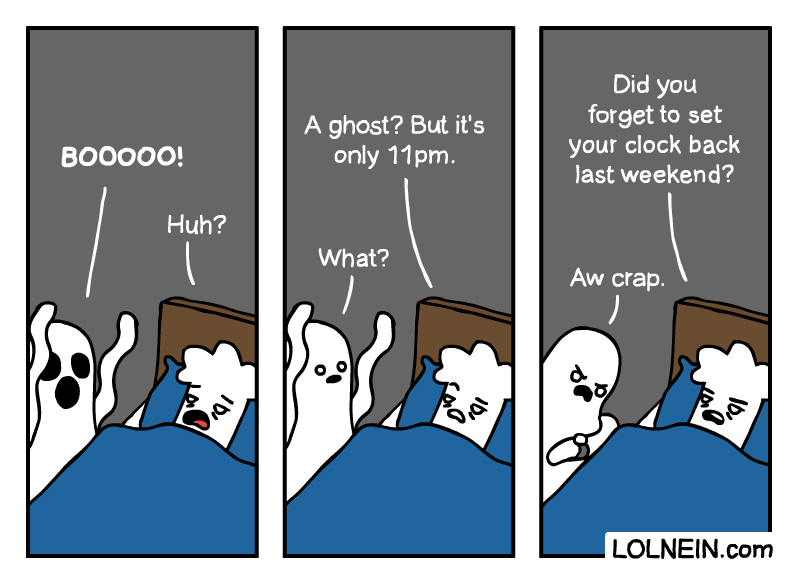 BOOOOO!
Huh?
A ghost? But it's
only 11pm.
What?
Did you
forget to set
your clock back
last weekend?
Aw crap.
LOLNEIN.com